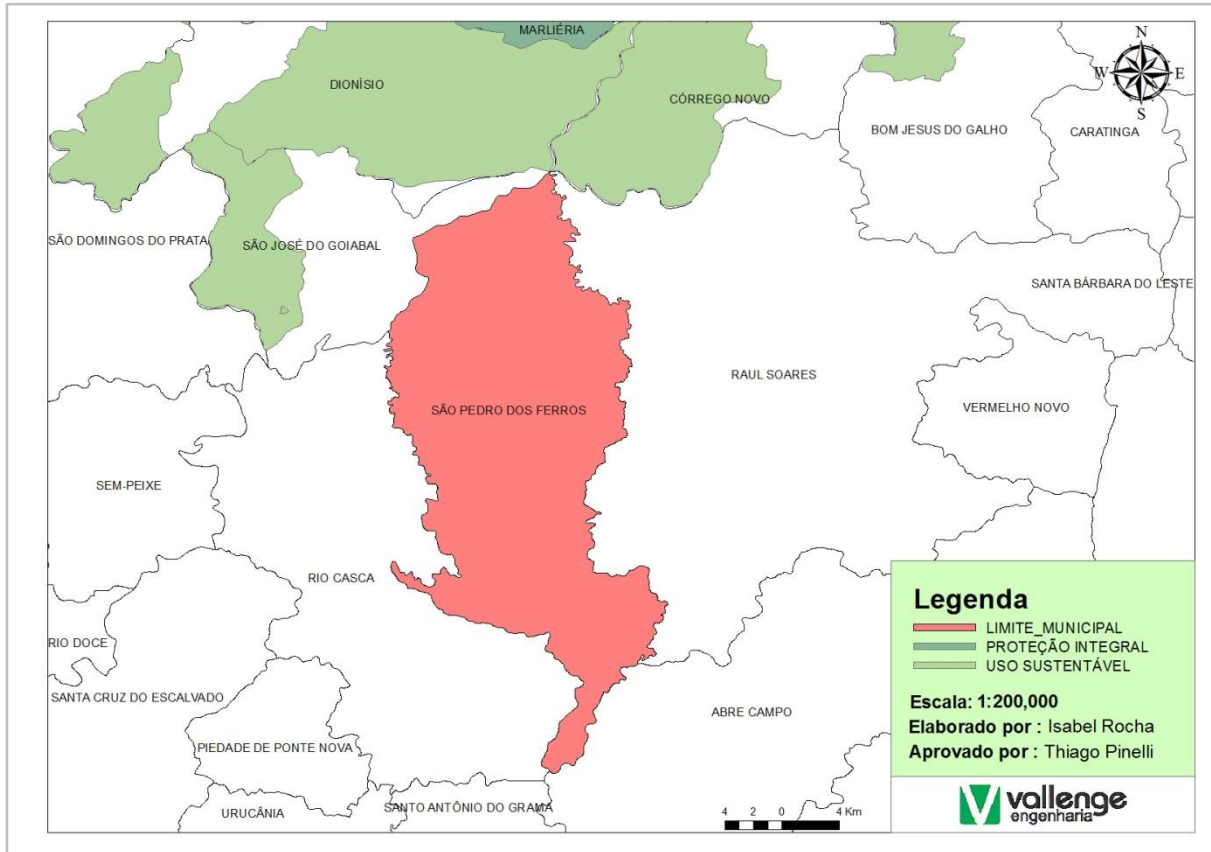 MARLIÉRIA
N
DIONÍSIO
W
E
CÓRREGO NOVO
S
BOM JESUS DO GALHO
CARATINGA
SÃO DOMINGOS DO PRATA
SÃO JOSÉ DO GOIABAL
SANTA BÁRBARA DO LESTE
RAUL SOARES
VERMELHO NOVO
SÃO PEDRO DOS FERROS
SEM-PEIXE
RIO CASCA
RIO DOCE
SANTA CRUZ DO ESCALVADO
ABRE CAMPO
PIEDADE DE PONTE NOVA
URUCÂNIA
SANTO ANTÔNIO DO GRAMA
Legenda
LIMITE_MUNICIPAL
PROTEÇÃO INTEGRAL
USO SUSTENTÁVEL
Escala: 1:200,000
Elaborado por : Isabel Rocha
Aprovado por : Thiago Pinelli
4 2 0 4 Km
vallenge
engenharia